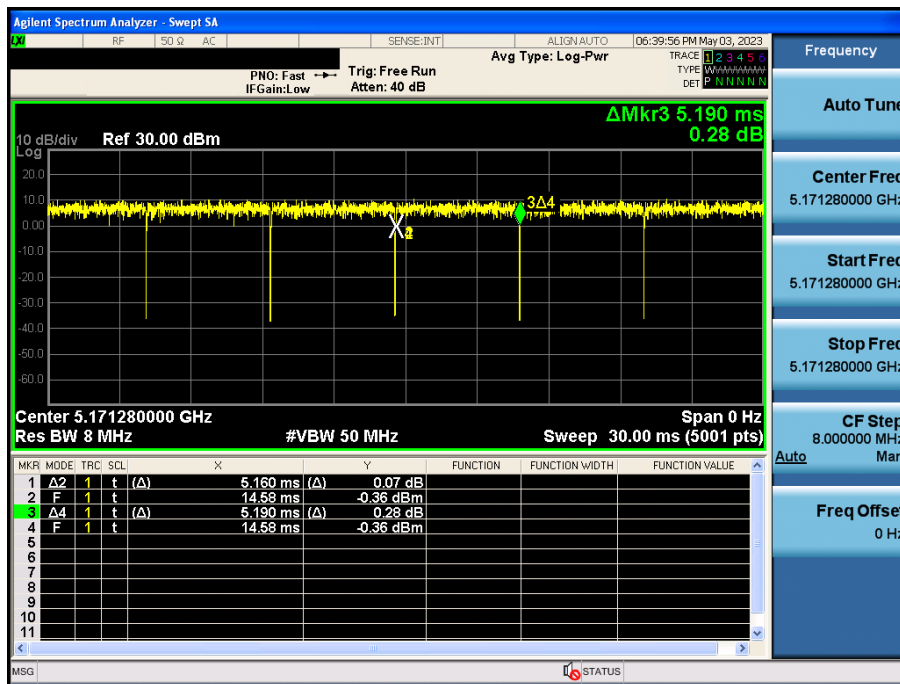 Agilent Spectrum Analyzer - Swept SA
LXI RF 50 Ω AC SENSE:INT ALIGN AUTO 06:39:56 PM May 03, 2023
PNO: Fast
IFGain:Low
Trig: Free Run
Atten: 40 dB
Avg Type: Log-Pwr
TRACE 1 2 3 4 5 6
TYPE WWWWWW
DET P N N N N N
ΔMkr3 5.190 ms
0.28 dB
10 dB/div Ref 30.00 dBm
Log
20.0
10.0
0.00
-10.0
-20.0
-30.0
-40.0
-50.0
-60.0
3Δ4
Center 5.171280000 GHz Span 0 Hz
Res BW 8 MHz #VBW 50 MHz Sweep 30.00 ms (5001 pts)
MKR MODE TRC SCL X Y FUNCTION FUNCTION WIDTH FUNCTION VALUE
1 Δ2 1 t (Δ) 5.160 ms (Δ) 0.07 dB
2 F 1 t 14.58 ms -0.36 dBm
3 Δ4 1 t (Δ) 5.190 ms (Δ) 0.28 dB
4 F 1 t 14.58 ms -0.36 dBm
5
6
7
8
9
10
11
MSG STATUS
Frequency
Auto Tune
Center Freq
5.171280000 GHz
Start Freq
5.171280000 GHz
Stop Freq
5.171280000 GHz
CF Step
8.000000 MHz
Auto Man
Freq Offset
0 Hz